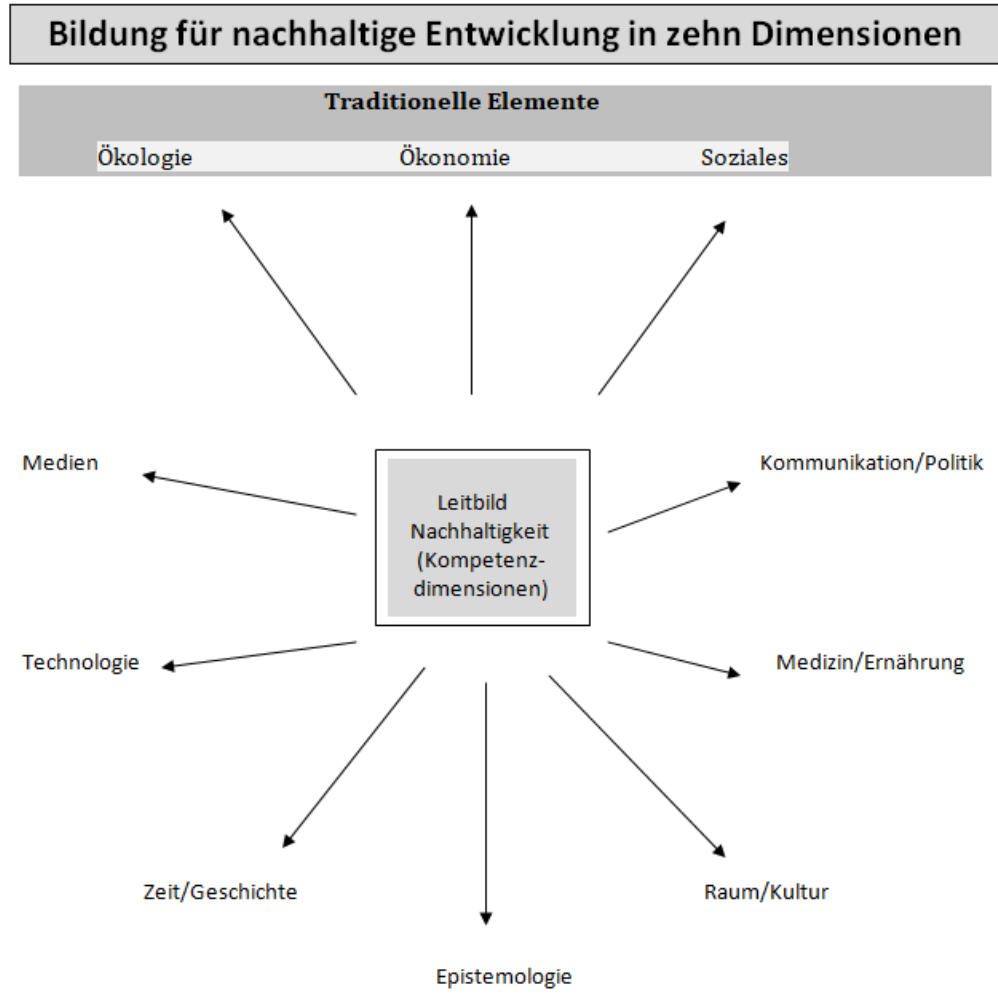 Bildung für nachhaltige Entwicklung in zehn Dimensionen
Traditionelle Elemente
Ökologie Ökonomie Soziales
Medien
Kommunikation/Politik
Leitbild
Nachhaltigkeit
(Kompetenz-
dimensionen)
Technologie
Medizin/Ernährung
Zeit/Geschichte
Raum/Kultur
Epistemologie